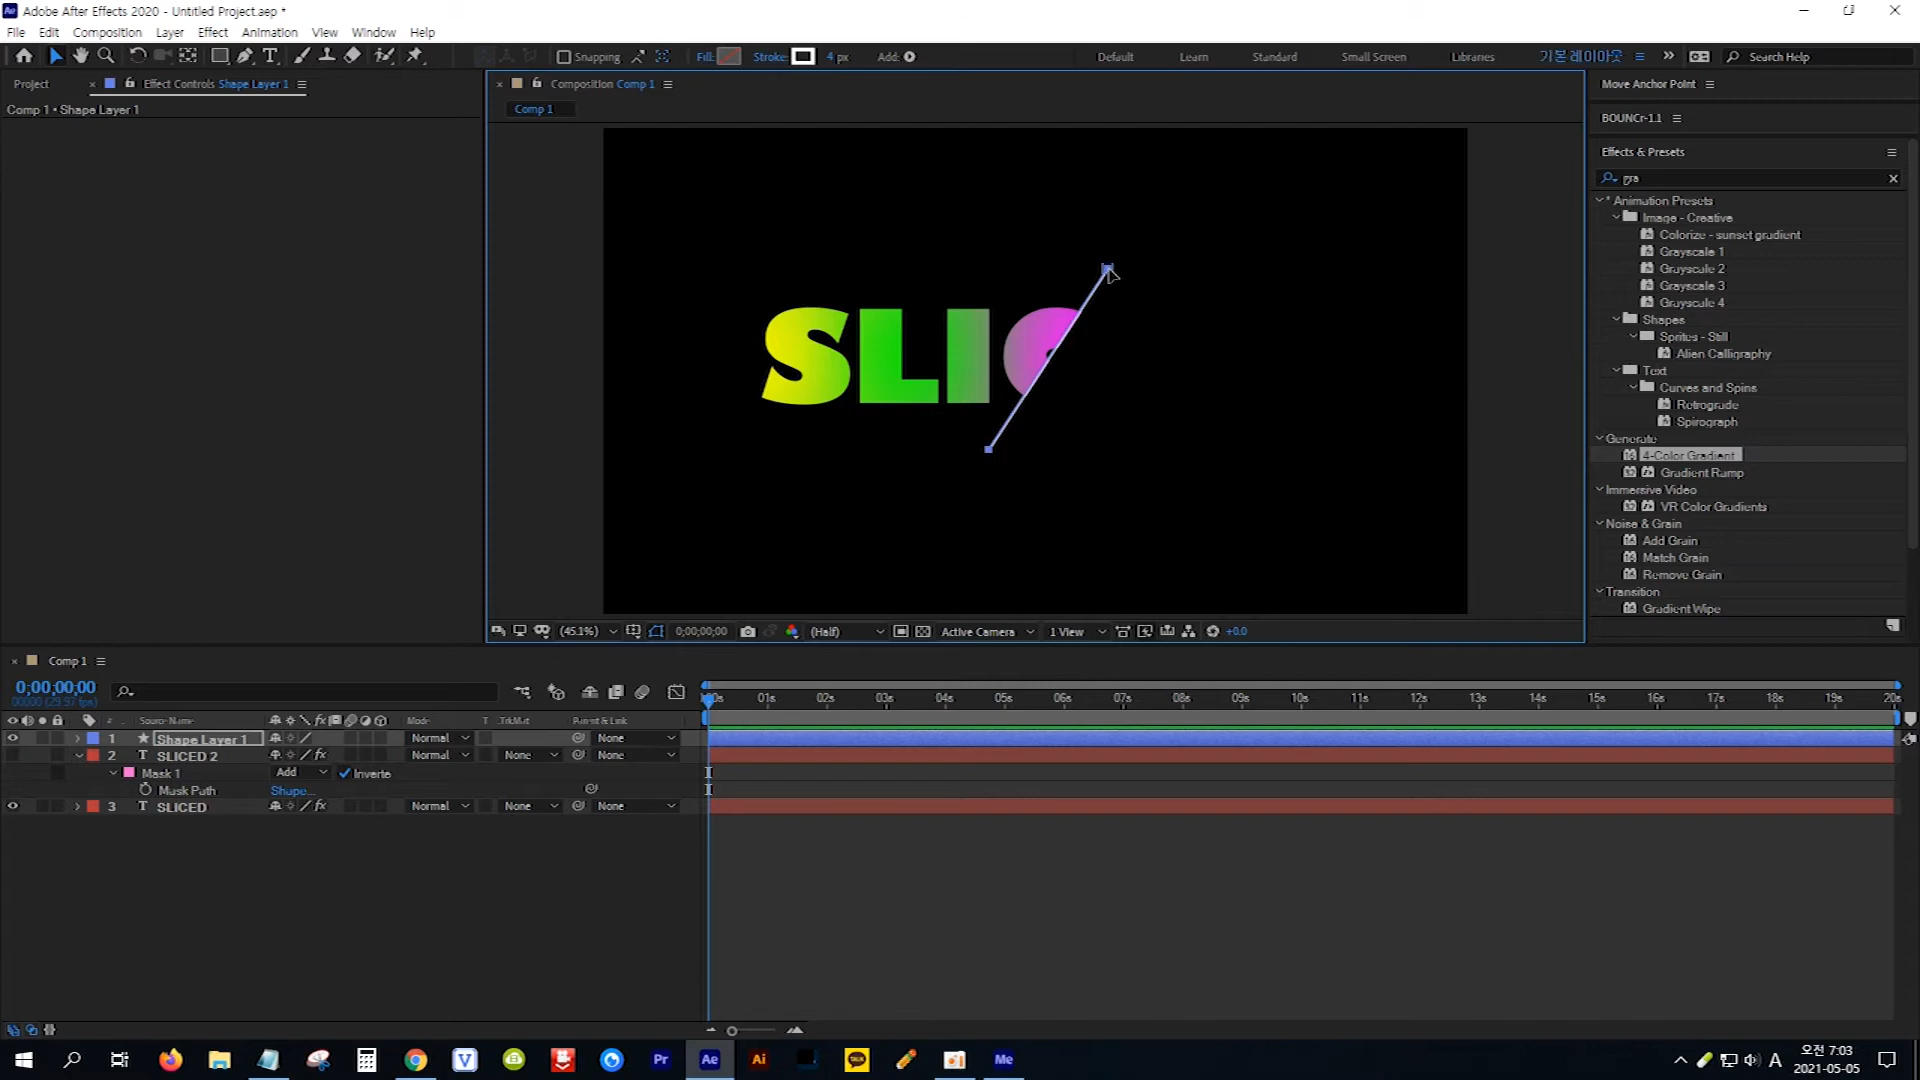 Adobe After Effects 2020 - Untitled Project.aep *
File Edit Composition Layer Effect Animation View Window Help
Snapping Fill: Stroke: 4 px Add: Default Learn Standard Small Screen Libraries 기본 레이아웃 Search Help
Project Effect Controls Shape Layer 1
Comp 1 • Shape Layer 1
Composition Comp 1
Comp 1
SLIC
(45.1%) 0;00;00;00 (Half) Active Camera 1 View +0.0
Move Anchor Point
BOUNCr-1.1
Effects & Presets
gra
* Animation Presets
Image - Creative
Colorize - sunset gradient
Grayscale 1
Grayscale 2
Grayscale 3
Grayscale 4
Shapes
Sprites - Still
Alien Calligraphy
Text
Curves and Spins
Retrograde
Spirograph
Generate
4-Color Gradient
Gradient Ramp
Immersive Video
VR Color Gradients
Noise & Grain
Add Grain
Match Grain
Remove Grain
Transition
Gradient Wipe
Comp 1
0;00;00;00
00000 (29.97 fps)
01s 02s 03s 04s 05s 06s 07s 08s 09s 10s 11s 12s 13s 14s 15s 16s 17s 18s 19s 20s
# Source Name Mode T TrkMat Parent & Link
1 Shape Layer 1 Normal None
2 T SLICED 2 Normal None None
Mask 1 Add Inverte
Mask Path Shape...
3 T SLICED Normal None None
Pr Ae Ai TALK Me A 오전 7:03
2021-05-05